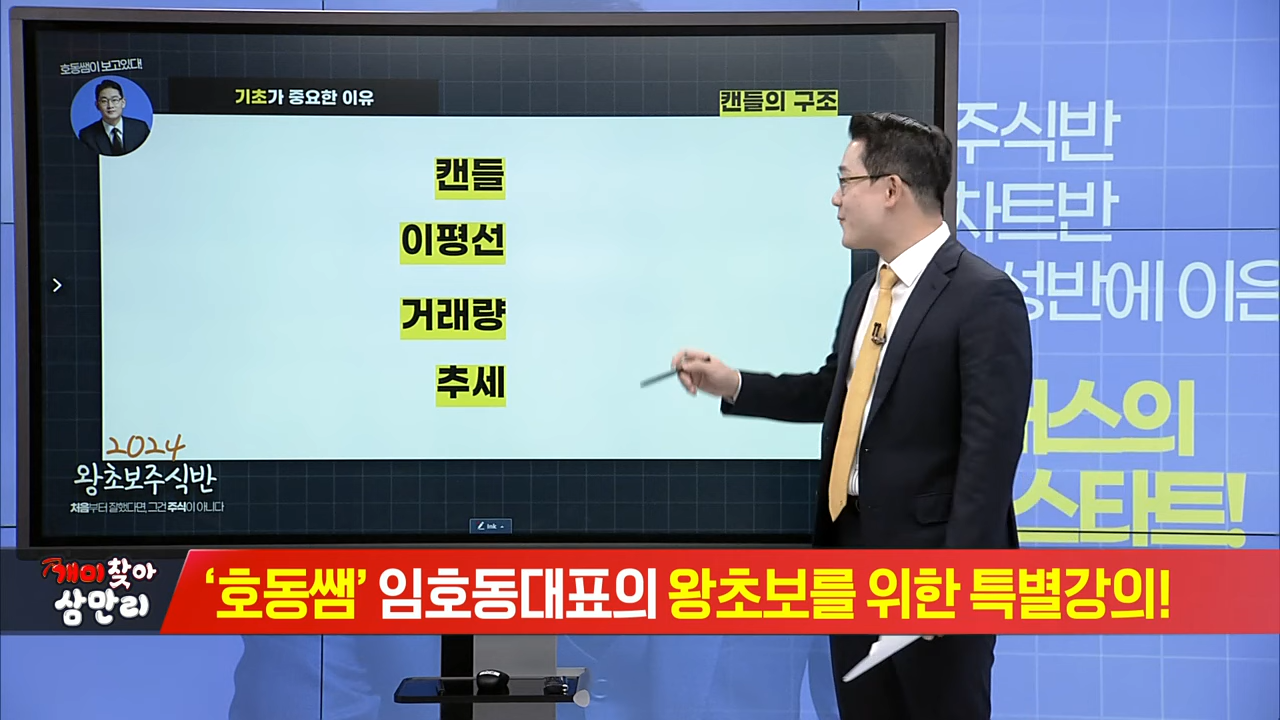 호동쌤이 보고있다!
기초가 중요한 이유
캔들의 구조
캔들
이평선
거래량
추세
2024
왕초보주식반
처음부터 잘했다면, 그건 주식이 아니다
Ink
주식반
차트반
성반에 이은
스의
스타트!
개미찾아
삼만리
‘호동쌤’ 임호동대표의 왕초보를 위한 특별강의!